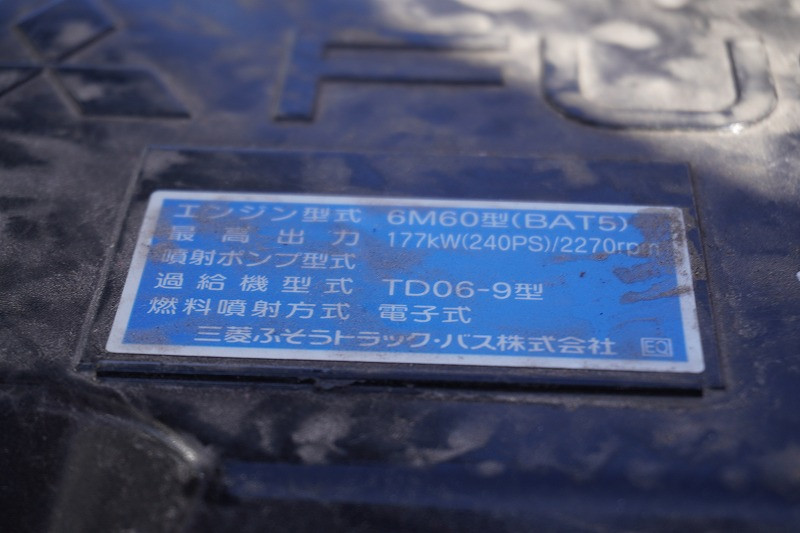 FU
エンジン型式 6M60型(BAT5)
最高出力 177kW(240PS)/2270rpm
噴射ポンプ型式
過給機型式 TD06-9型
燃料噴射方式 電子式
三菱ふそうトラック・バス株式会社 EO